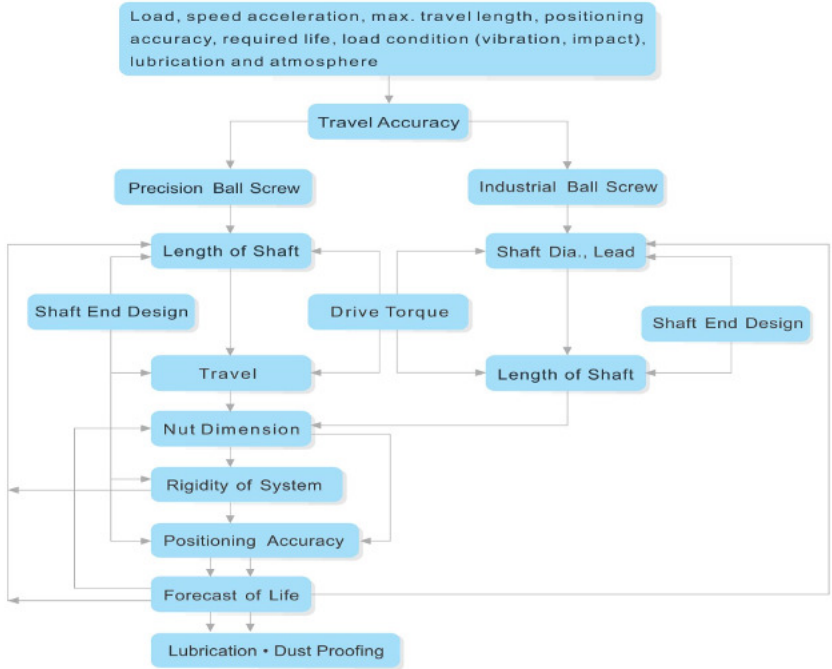 Load, speed acceleration, max. travel length, positioning
accuracy, required life, load condition (vibration, impact),
lubrication and atmosphere
Travel Accuracy
Precision Ball Screw
Industrial Ball Screw
Length of Shaft
Shaft Dia., Lead
Shaft End Design
Drive Torque
Shaft End Design
Travel
Length of Shaft
Nut Dimension
Rigidity of System
Positioning Accuracy
Forecast of Life
Lubrication • Dust Proofing